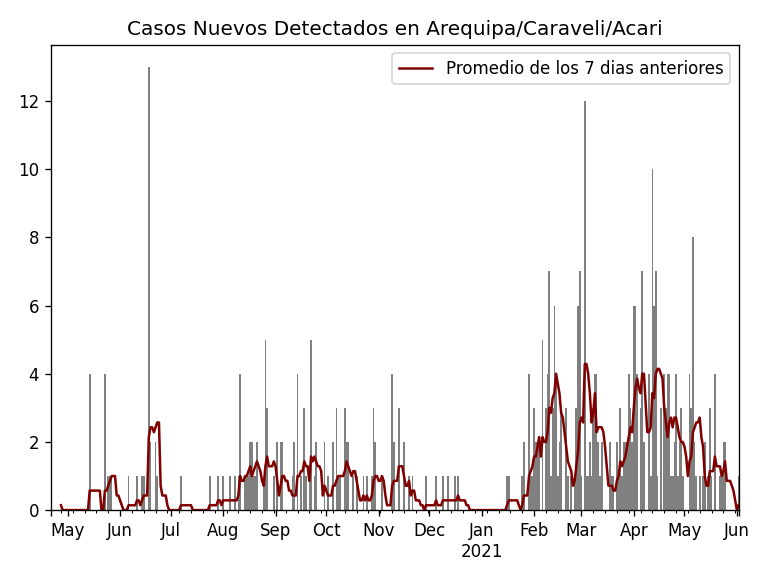 Casos Nuevos Detectados en Arequipa/Caraveli/Acari
Promedio de los 7 dias anteriores
12
10
8
6
4
2
0
May Jun Jul Aug Sep Oct Nov Dec Jan Feb Mar Apr May Jun
2021